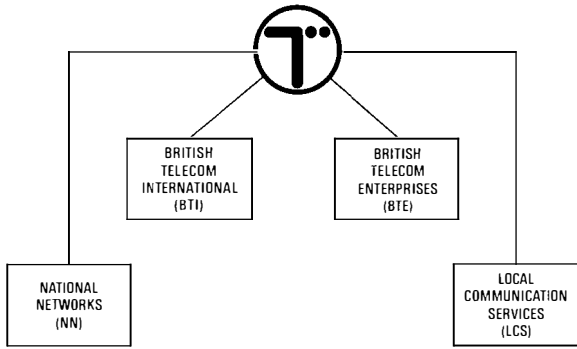 BRITISH
TELECOM
INTERNATIONAL
(BTI)
BRITISH
TELECOM
ENTERPRISES
(BTE)
NATIONAL
NETWORKS
(NN)
LOCAL
COMMUNICATION
SERVICES
(LCS)